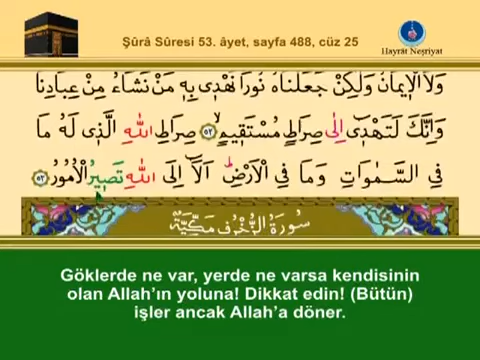 Şûrâ Sûresi 53. âyet, sayfa 488, cüz 25
Hayrât Neşriyat
وَلَا الْاٖيمَانُ وَلٰكِنْ جَعَلْنَاهُ نُورًا نَهْدٖى بِهٖ مَنْ نَشَٓاءُ مِنْ عِبَادِنَا
وَاِنَّكَ لَتَهْدٖٓى اِلٰى صِرَاطٍ مُسْتَقٖيمٍۙ ﴿٥٢﴾ صِرَاطِ اللّٰهِ الَّذٖى لَهُ مَا
فِى السَّمٰوَاتِ وَمَا فِى الْاَرْضِؕ اَلَٓا اِلَى اللّٰهِ تَصٖيرُ الْاُمُورُ ﴿٥٣﴾
سُورَةُ الزُّخْرُفِ مَكِّيَّةٌ
Göklerde ne var, yerde ne varsa kendisinin
olan Allah'ın yoluna! Dikkat edin! (Bütün)
işler ancak Allah'a döner.